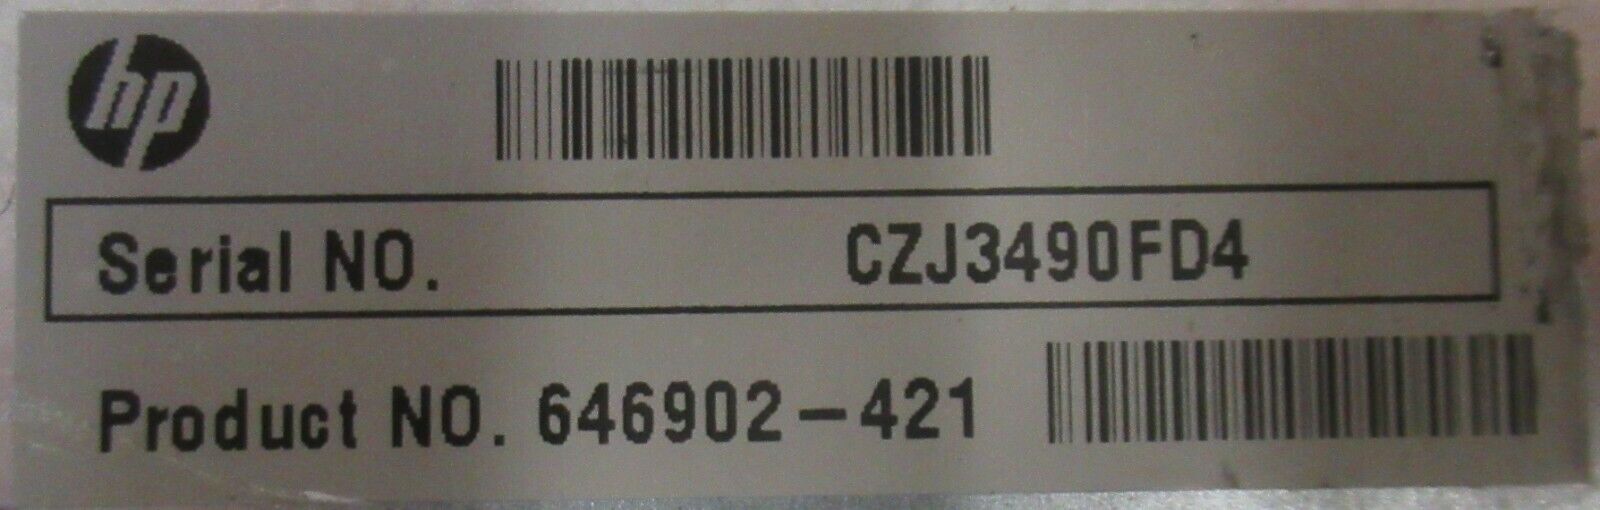 hp
Serial NO. CZJ3490FD4
Product NO. 646902-421